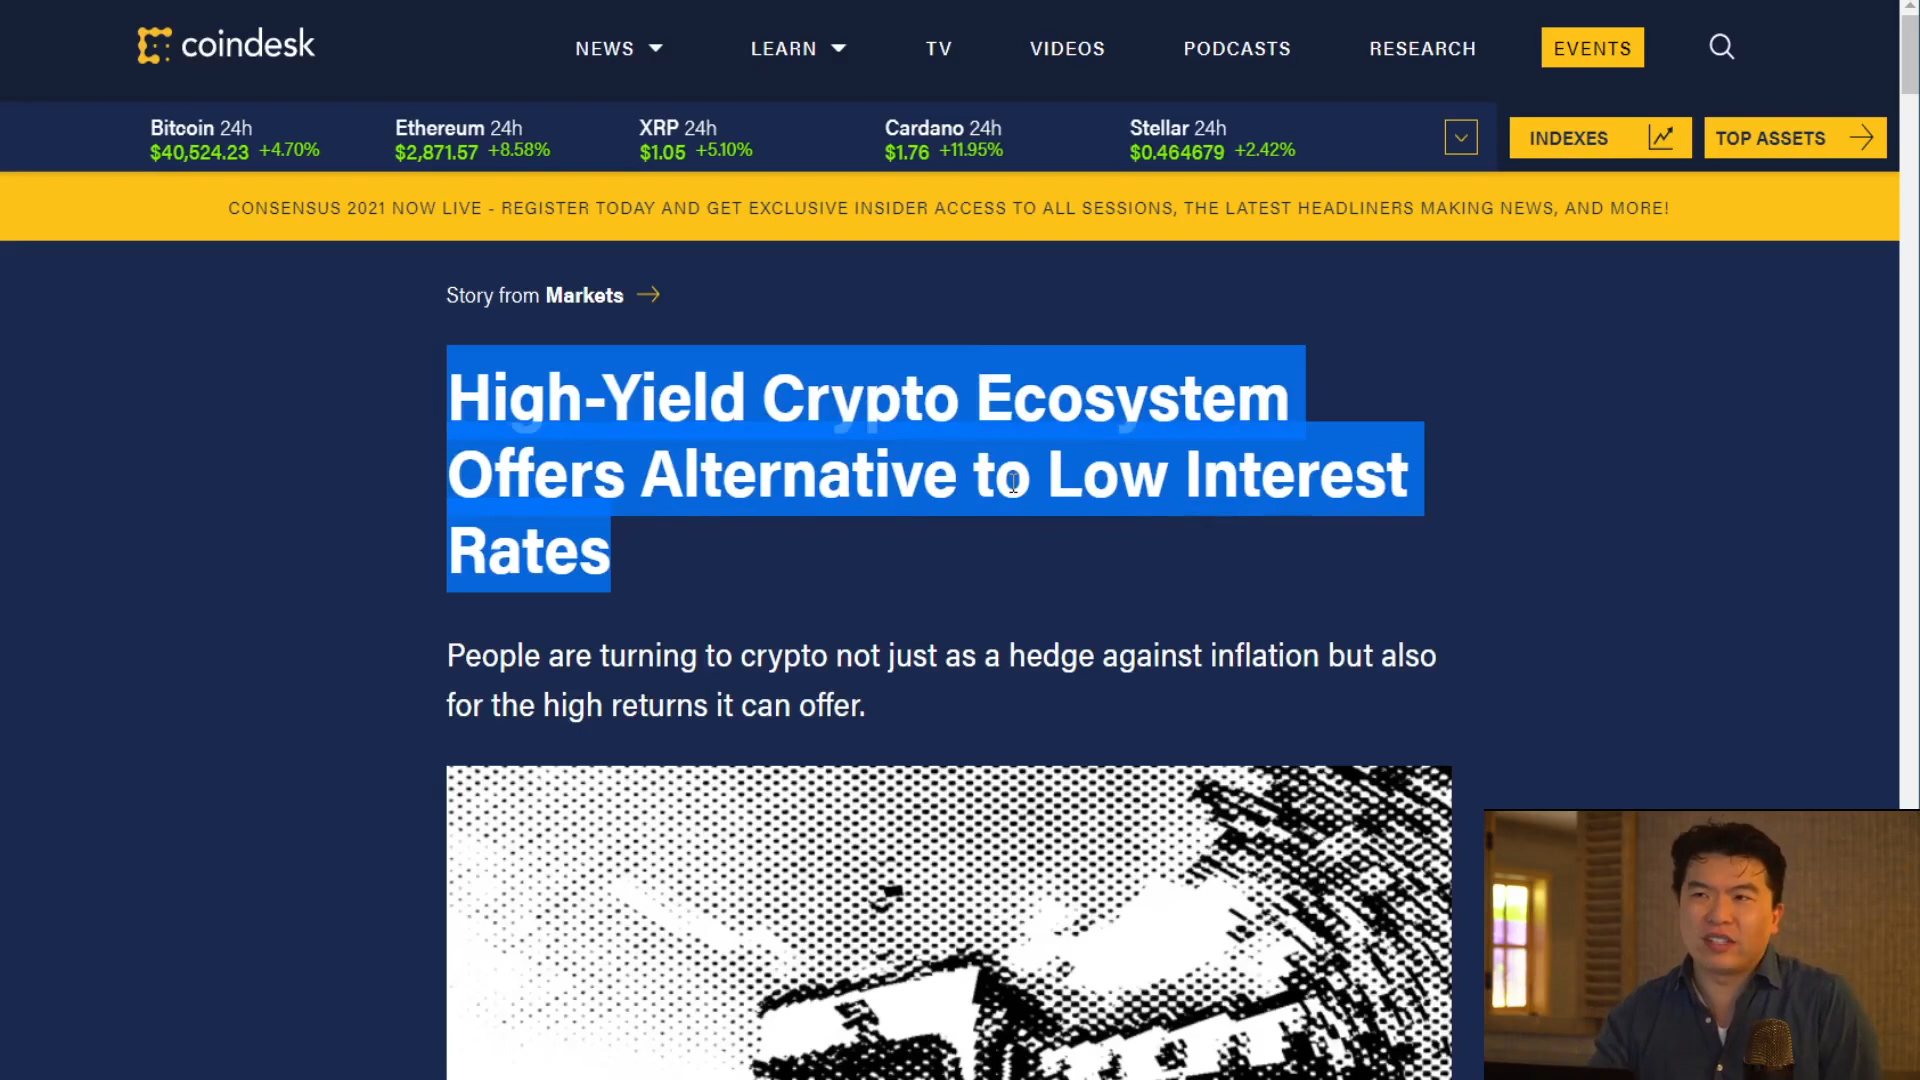 coindesk
NEWS
LEARN
TV
VIDEOS
PODCASTS
RESEARCH
EVENTS
Bitcoin 24h
$40,524.23 +4.70%
Ethereum 24h
$2,871.57 +8.58%
XRP 24h
$1.05 +5.10%
Cardano 24h
$1.76 +11.95%
Stellar 24h
$0.464679 +2.42%
INDEXES
TOP ASSETS
CONSENSUS 2021 NOW LIVE - REGISTER TODAY AND GET EXCLUSIVE INSIDER ACCESS TO ALL SESSIONS, THE LATEST HEADLINERS MAKING NEWS, AND MORE!
Story from Markets
High-Yield Crypto Ecosystem
Offers Alternative to Low Interest
Rates
People are turning to crypto not just as a hedge against inflation but also
for the high returns it can offer.